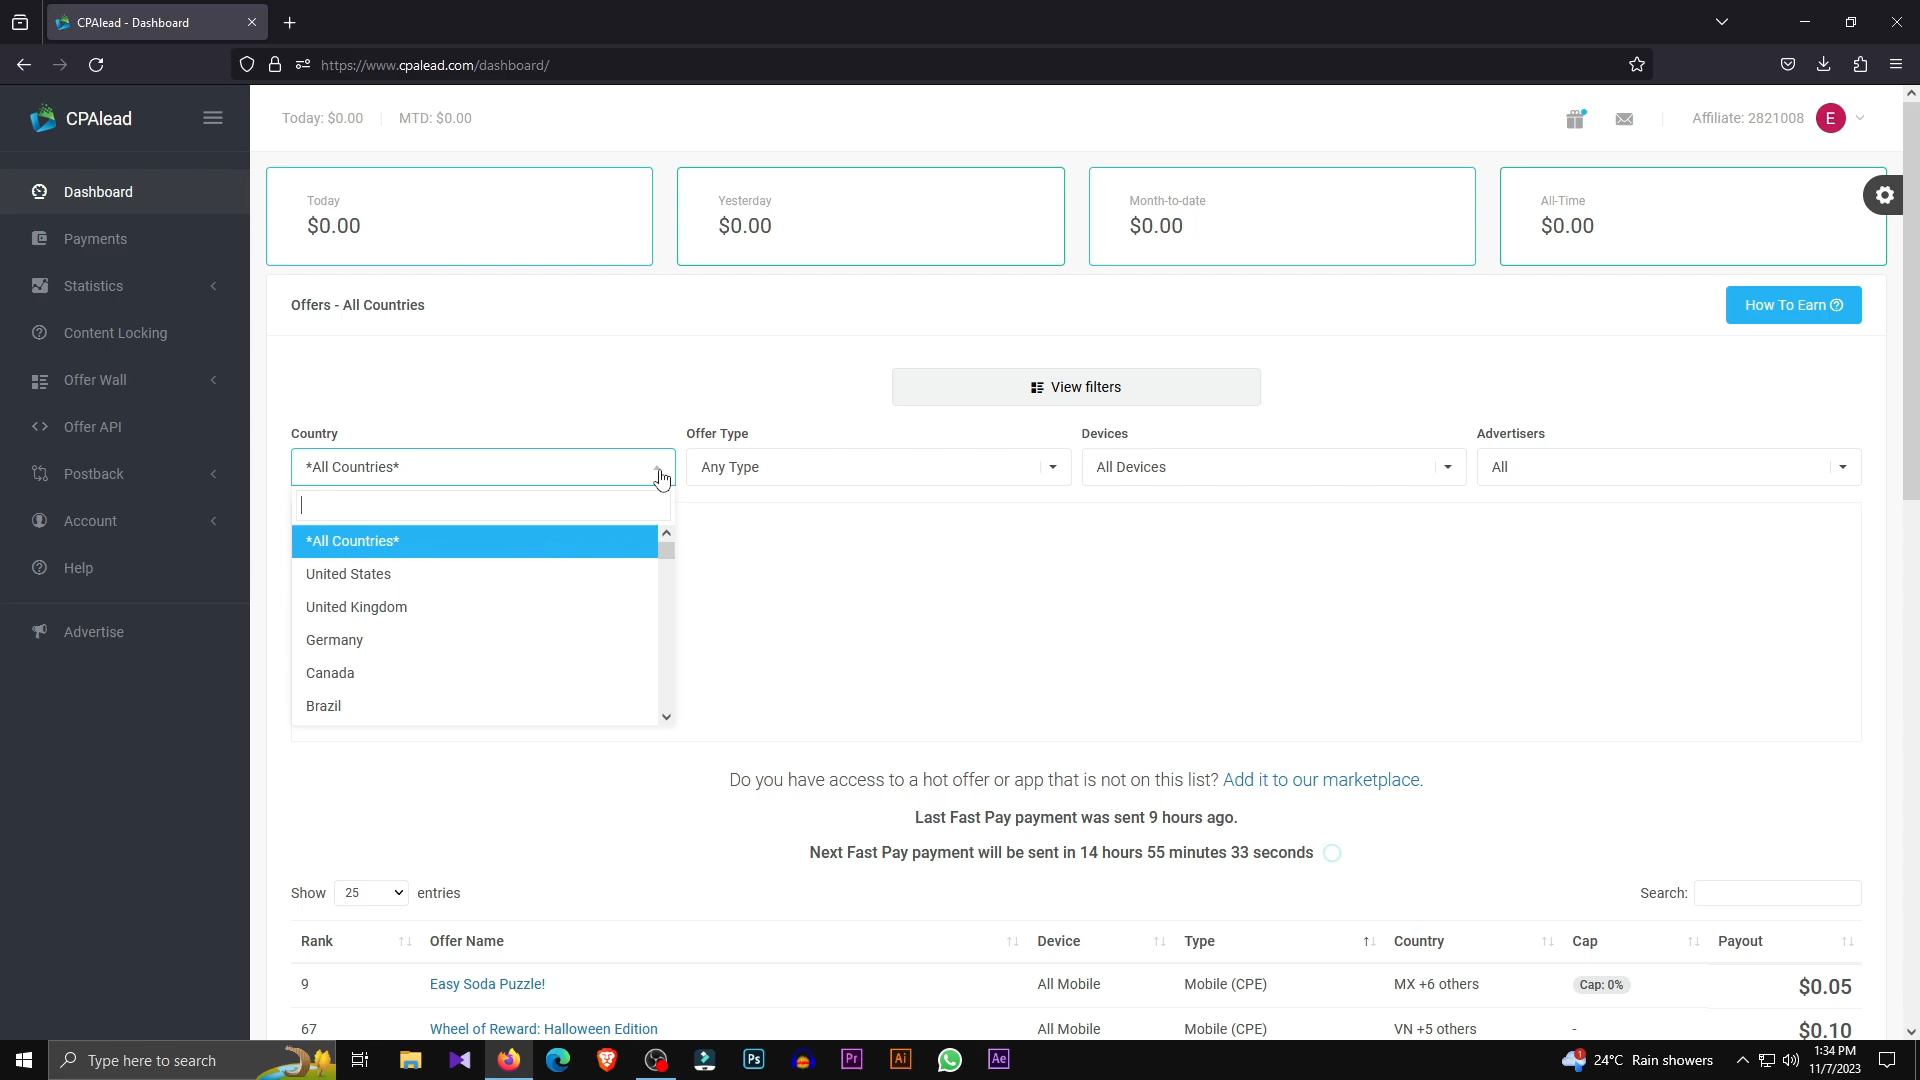 CPAlead - Dashboard
https://www.cpalead.com/dashboard/
CPAlead
Today: $0.00
MTD: $0.00
Affiliate: 2821008
E
Dashboard
Payments
Statistics
Content Locking
Offer Wall
Offer API
Postback
Account
Help
Advertise
Today
$0.00
Yesterday
$0.00
Month-to-date
$0.00
All-Time
$0.00
Offers - All Countries
How To Earn
View filters
Country
Offer Type
Devices
Advertisers
*All Countries*
Any Type
All Devices
All
*All Countries*
United States
United Kingdom
Germany
Canada
Brazil
Do you have access to a hot offer or app that is not on this list? Add it to our marketplace.
Last Fast Pay payment was sent 9 hours ago.
Next Fast Pay payment will be sent in 14 hours 55 minutes 33 seconds
Show 25 entries
Search:
Rank Offer Name Device Type Country Cap Payout
9 Easy Soda Puzzle! All Mobile Mobile (CPE) MX +6 others Cap: 0% $0.05
67 Wheel of Reward: Halloween Edition All Mobile Mobile (CPE) VN +5 others - $0.10
Type here to search
Ps
Pr
Ai
Ae
1
24°C Rain showers
1:34 PM
11/7/2023